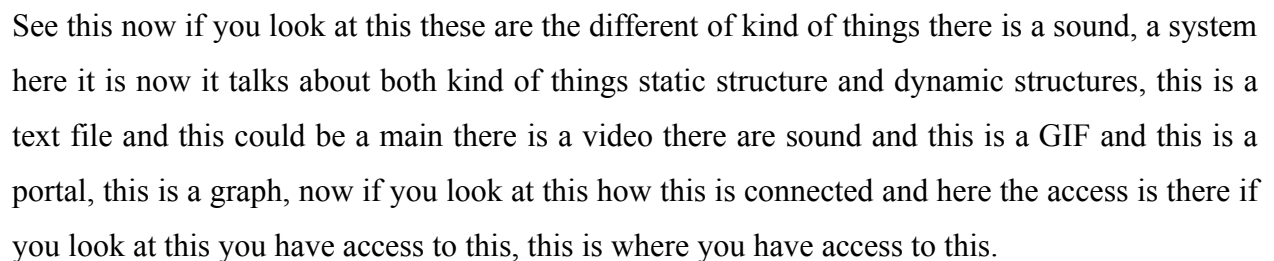 See this now if you look at this these are the different of kind of things there is a sound, a system
here it is now it talks about both kind of things static structure and dynamic structures, this is a
text file and this could be a main there is a video there are sound and this is a GIF and this is a
portal, this is a graph, now if you look at this how this is connected and here the access is there if
you look at this you have access to this, this is where you have access to this.